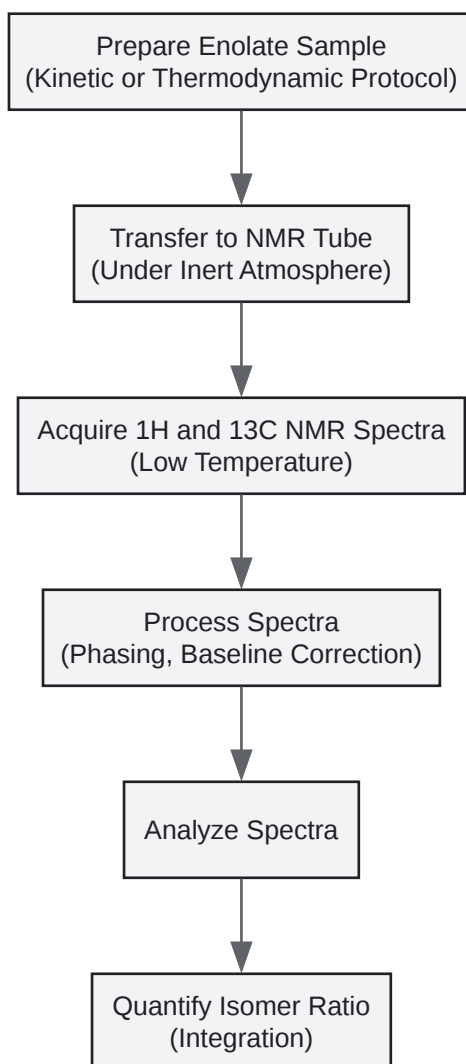 Prepare Enolate Sample
(Kinetic or Thermodynamic Protocol)
Transfer to NMR Tube
(Under Inert Atmosphere)
Acquire 1H and 13C NMR Spectra
(Low Temperature)
Process Spectra
(Phasing, Baseline Correction)
Analyze Spectra
Quantify Isomer Ratio
(Integration)